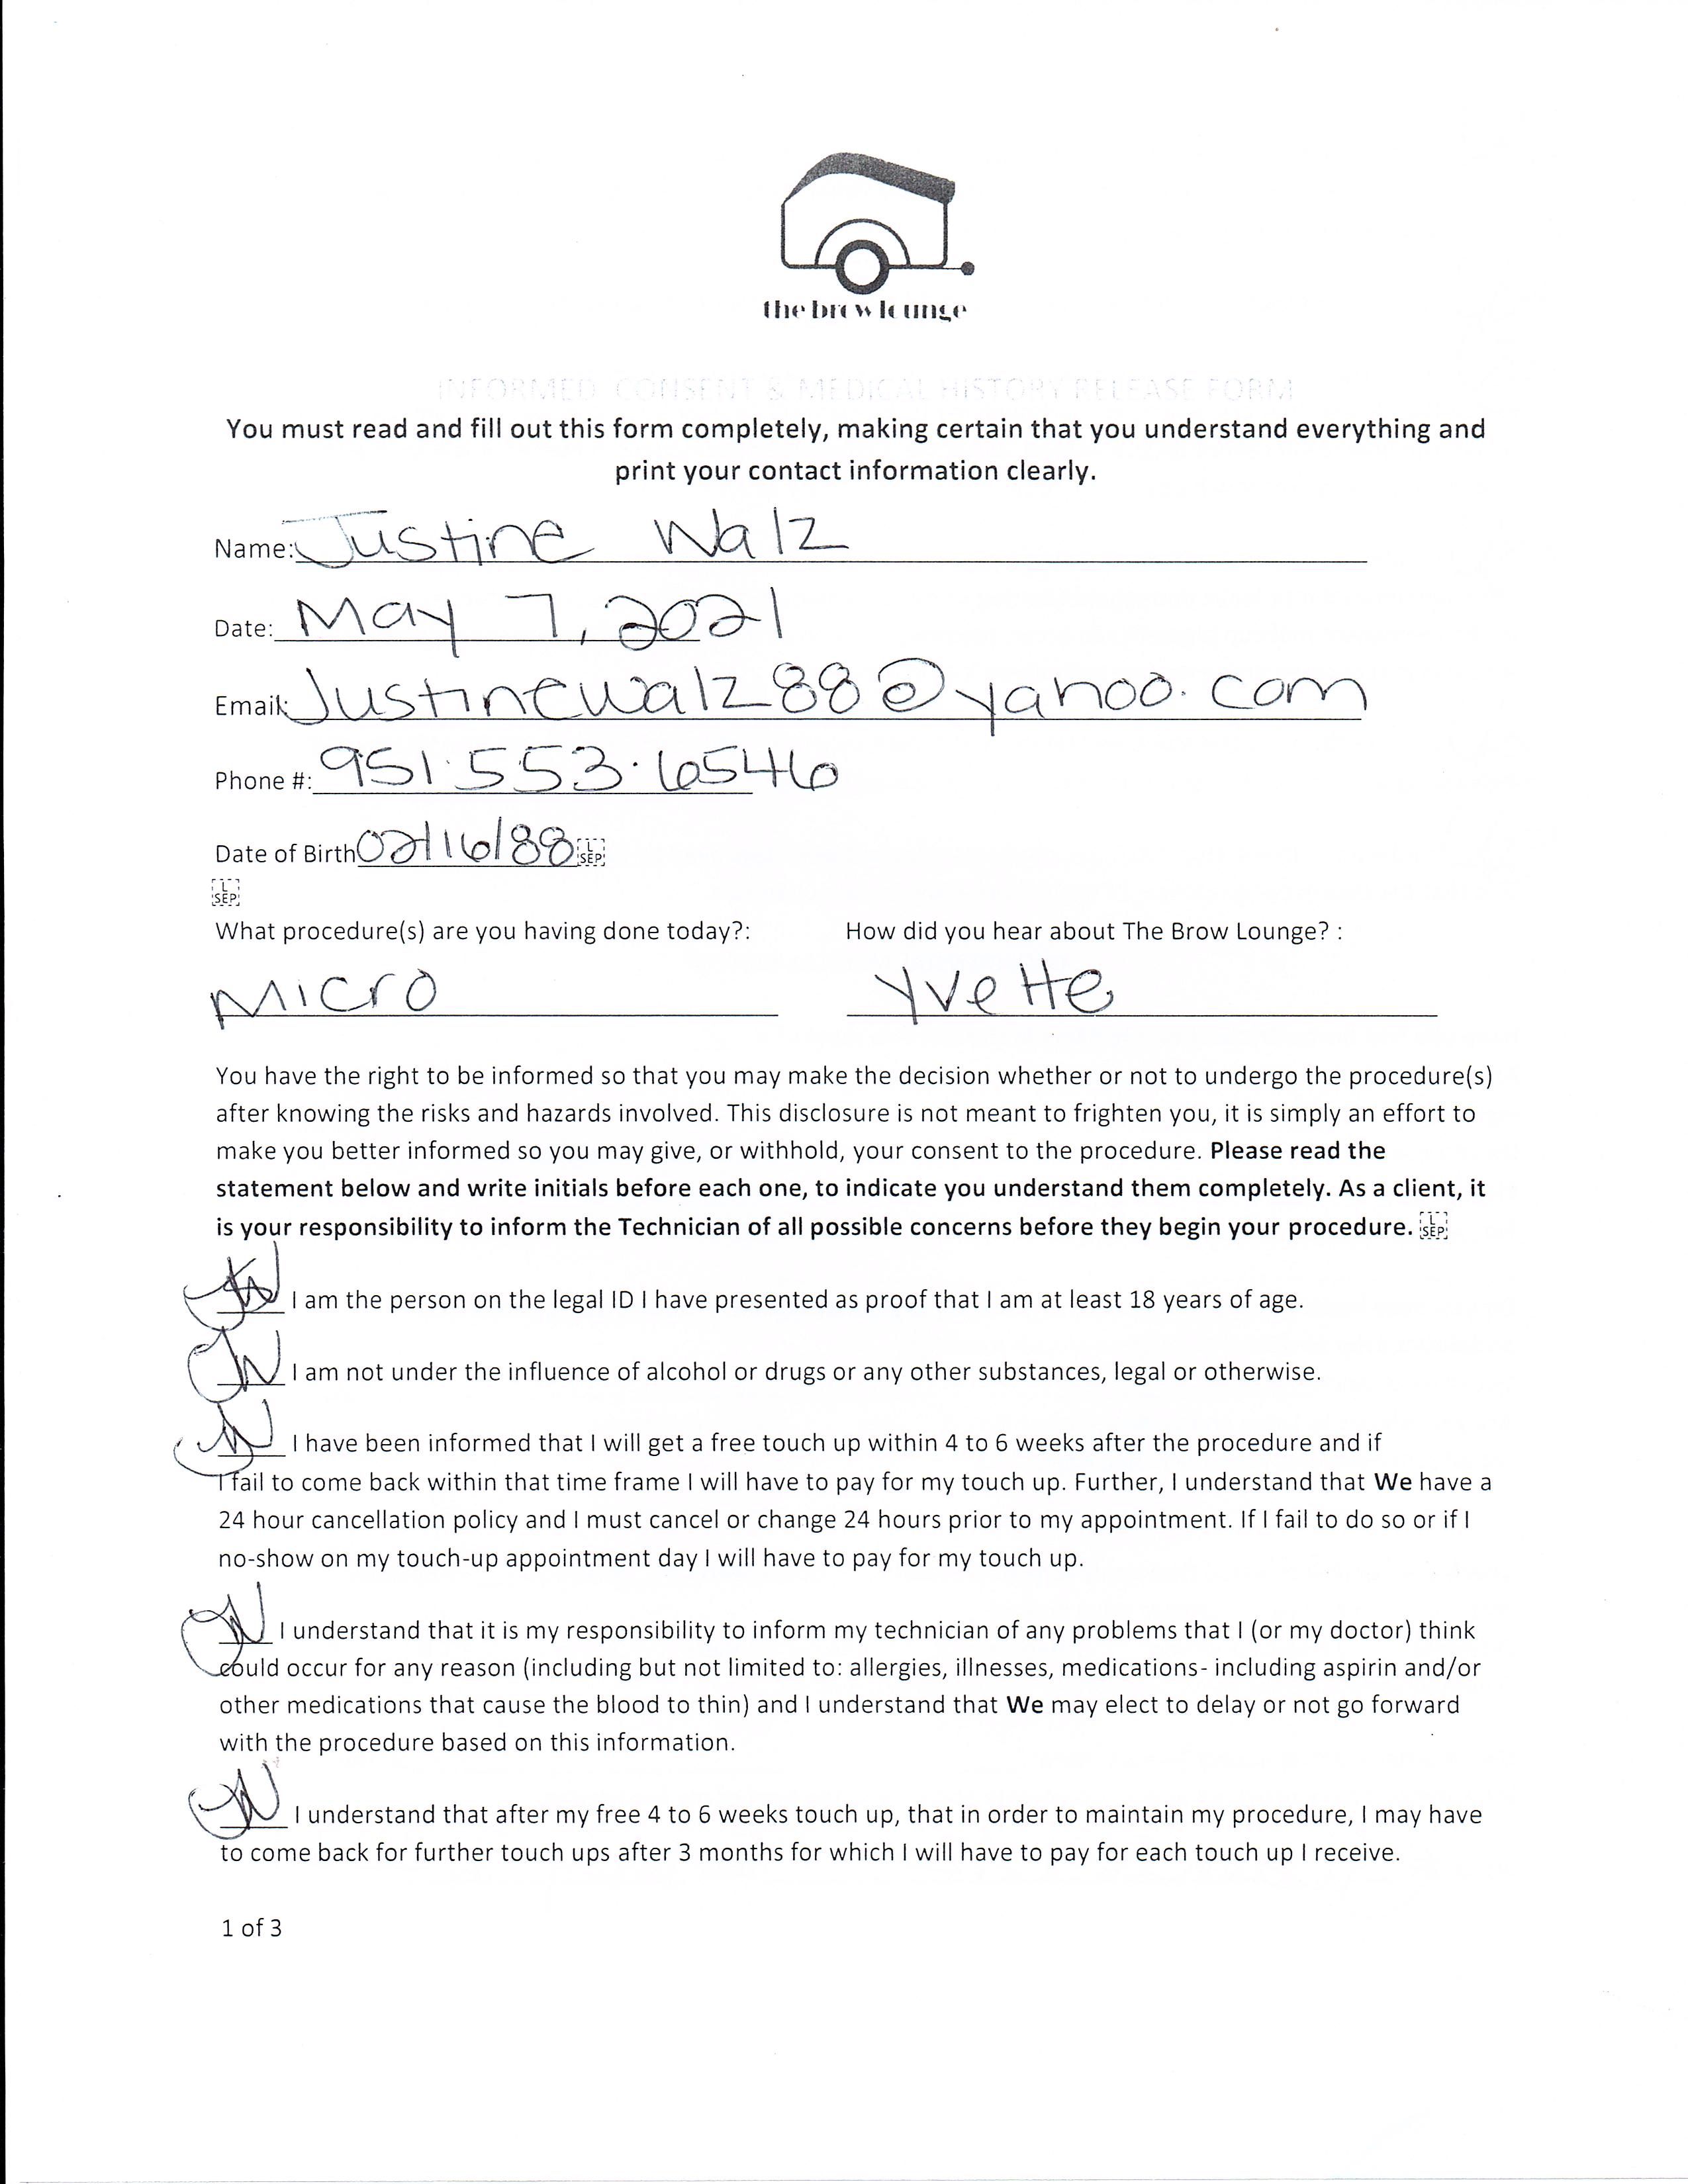 the brow lounge
INFORMED CONSENT & MEDICAL HISTORY RELEASE FORM
You must read and fill out this form completely, making certain that you understand everything and
print your contact information clearly.
Name: Justine Walz
Date: May 7, 2021
Email: Justinewalz88@yahoo.com
Phone #: 951.553.6546
Date of Birth 02/16/88 L SEP
L SEP
What procedure(s) are you having done today?: How did you hear about The Brow Lounge? :
Micro Yvette
You have the right to be informed so that you may make the decision whether or not to undergo the procedure(s)
after knowing the risks and hazards involved. This disclosure is not meant to frighten you, it is simply an effort to
make you better informed so you may give, or withhold, your consent to the procedure. Please read the
statement below and write initials before each one, to indicate you understand them completely. As a client, it
is your responsibility to inform the Technician of all possible concerns before they begin your procedure. L SEP
JW I am the person on the legal ID I have presented as proof that I am at least 18 years of age.
JW I am not under the influence of alcohol or drugs or any other substances, legal or otherwise.
JW I have been informed that I will get a free touch up within 4 to 6 weeks after the procedure and if
I fail to come back within that time frame I will have to pay for my touch up. Further, I understand that We have a
24 hour cancellation policy and I must cancel or change 24 hours prior to my appointment. If I fail to do so or if I
no-show on my touch-up appointment day I will have to pay for my touch up.
JW I understand that it is my responsibility to inform my technician of any problems that I (or my doctor) think
could occur for any reason (including but not limited to: allergies, illnesses, medications- including aspirin and/or
other medications that cause the blood to thin) and I understand that We may elect to delay or not go forward
with the procedure based on this information.
JW I understand that after my free 4 to 6 weeks touch up, that in order to maintain my procedure, I may have
to come back for further touch ups after 3 months for which I will have to pay for each touch up I receive.
1 of 3